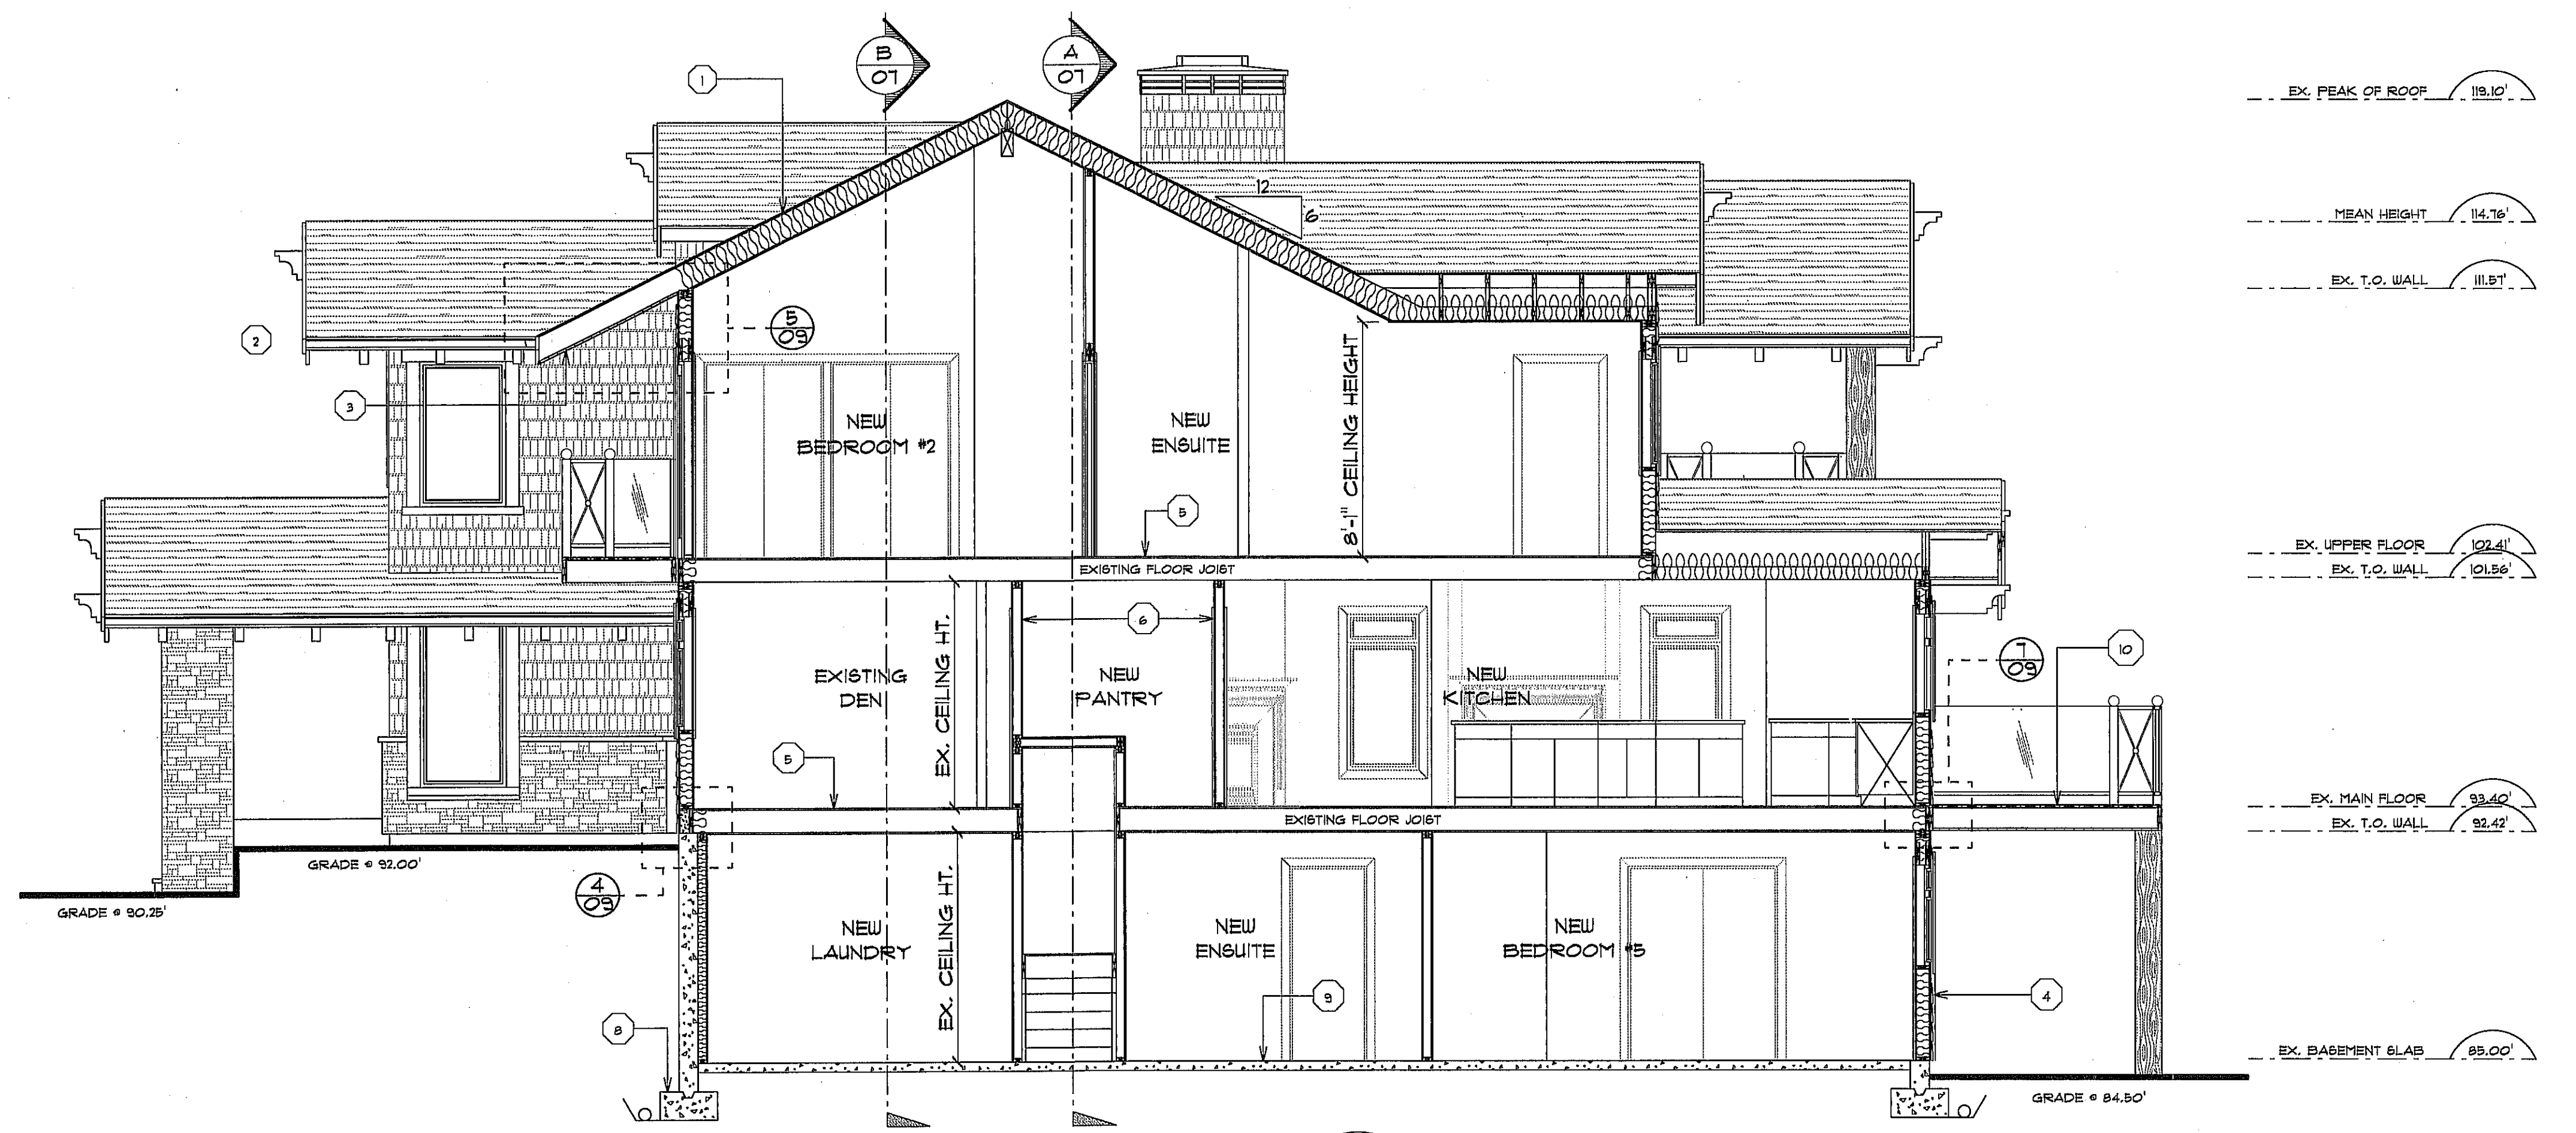 B
07
A
07
1
EX. PEAK OF ROOF 119.10'
12
6
MEAN HEIGHT 114.76'
EX. T.O. WALL 111.57'
2
5
09
3
8'-1" CEILING HEIGHT
NEW
BEDROOM #2
NEW
ENSUITE
5
EX. UPPER FLOOR 102.41'
EX. T.O. WALL 101.56'
EXISTING FLOOR JOIST
EX. CEILING HT.
6
EXISTING
DEN
NEW
PANTRY
NEW
KITCHEN
7
09
10
5
EX. MAIN FLOOR 93.40'
EX. T.O. WALL 92.42'
EXISTING FLOOR JOIST
GRADE @ 92.00'
4
09
GRADE @ 90.25'
EX. CEILING HT.
NEW
LAUNDRY
NEW
ENSUITE
NEW
BEDROOM #5
9
4
8
EX. BASEMENT SLAB 85.00'
GRADE @ 84.50'